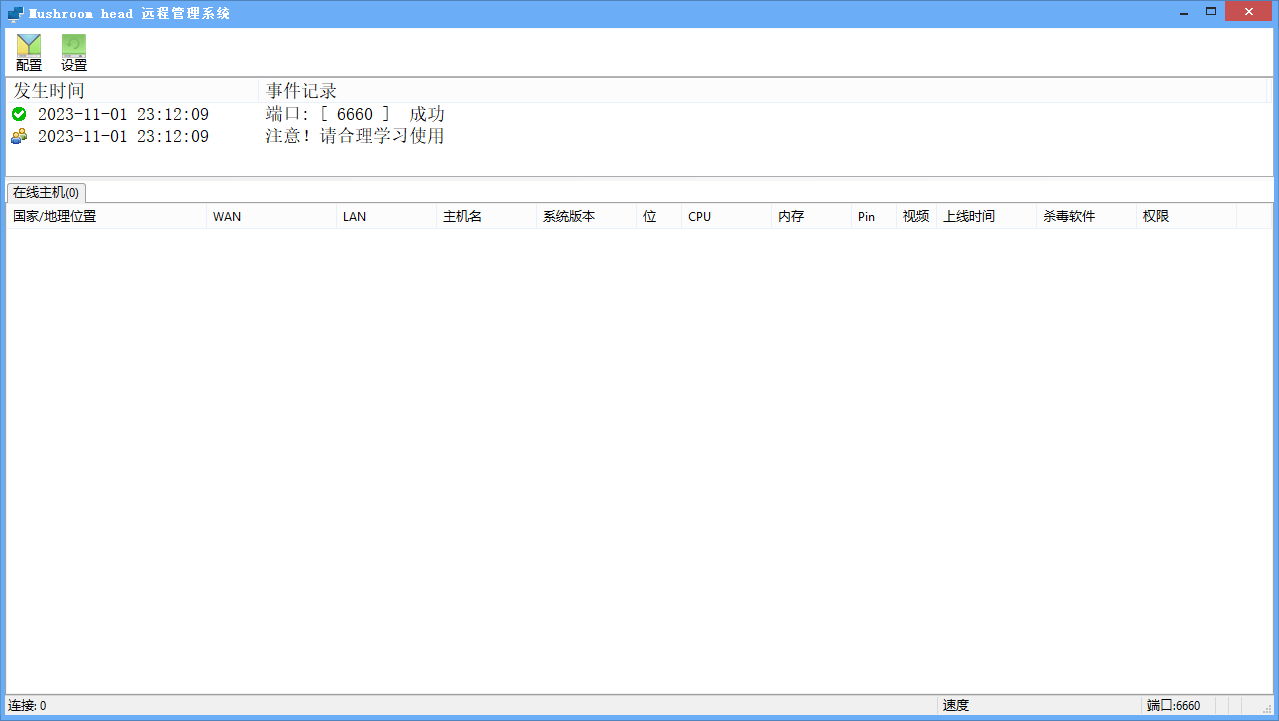 Mushroom head 远程管理系统
配置 设置
发生时间 事件记录
2023-11-01 23:12:09 端口: [ 6660 ] 成功
2023-11-01 23:12:09 注意! 请合理学习使用
在线主机(0)
国家/地理位置 WAN LAN 主机名 系统版本 位 CPU 内存 Pin 视频 上线时间 杀毒软件 权限
连接: 0 速度 端口:6660